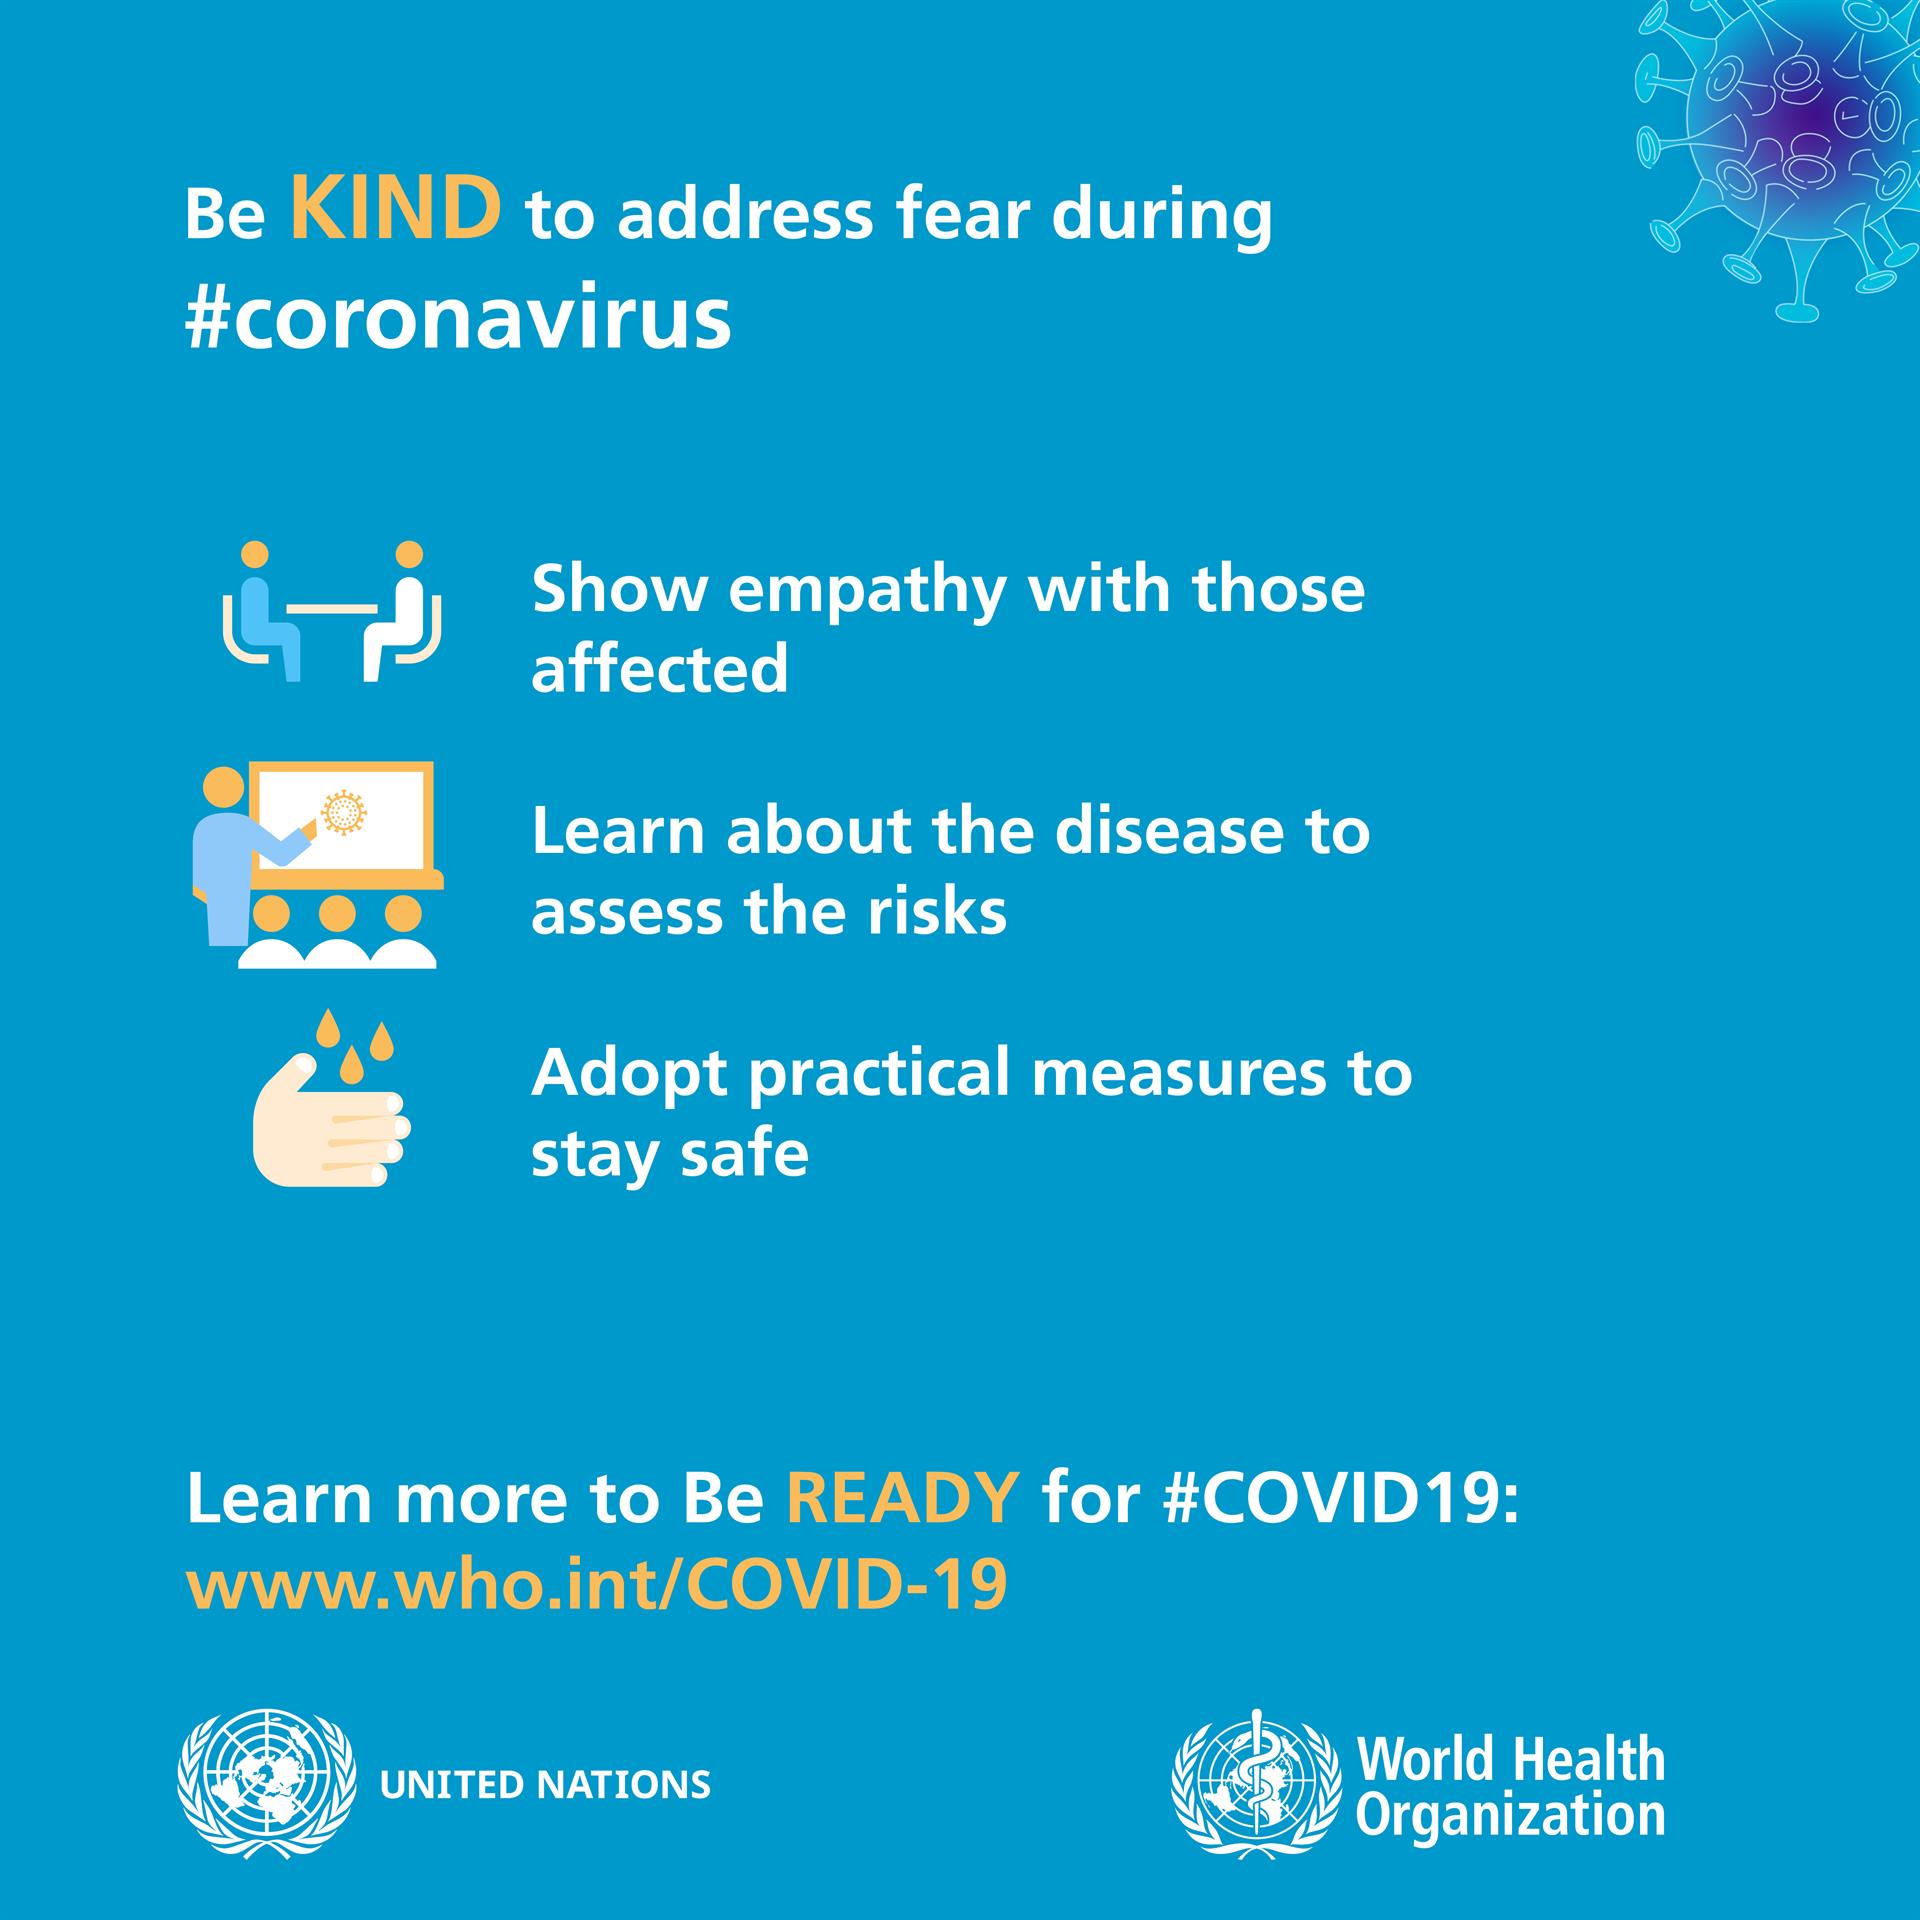 Be KIND to address fear during
#coronavirus
Show empathy with those
affected
Learn about the disease to
assess the risks
Adopt practical measures to
stay safe
Learn more to Be READY for #COVID19:
www.who.int/COVID-19
UNITED NATIONS
World Health
Organization